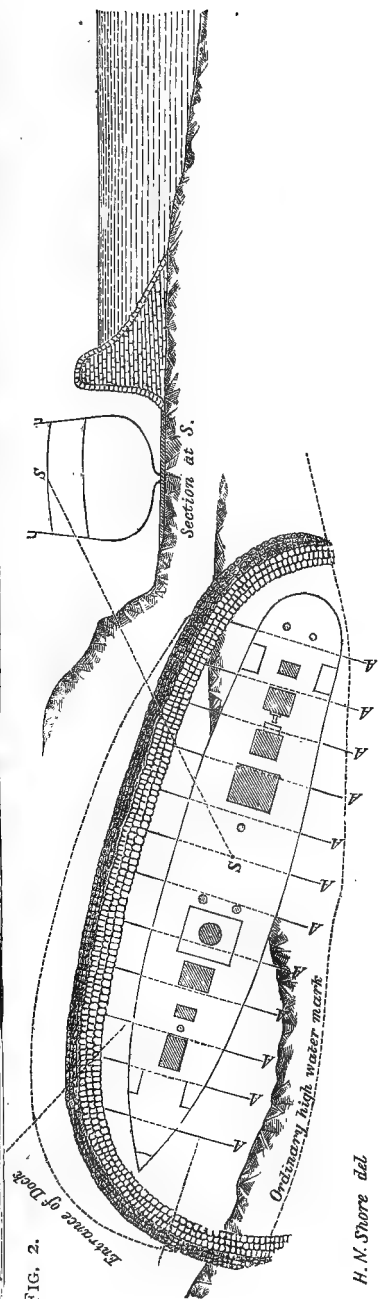 FIG. 2.
Entrance of Dock
S
Section at S.
S
A
A
A
A
A
A
A
A
A
A
A
Ordinary high water mark
H. N. Shore del